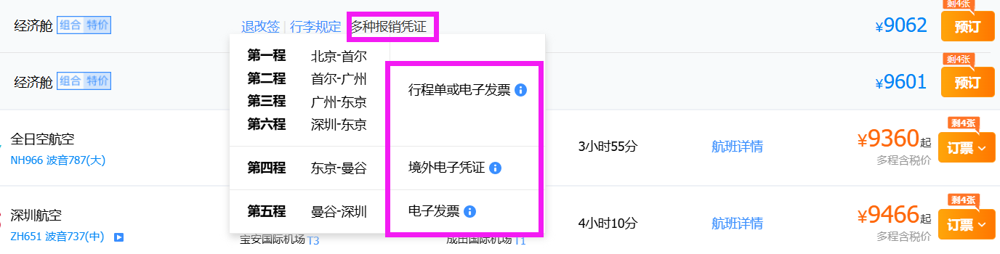 剩4张
经济舱 组合 特价 退改签 | 行李规定 多种报销凭证 ¥9062 预订
第一程 北京-首尔
第二程 首尔-广州
剩4张
经济舱 组合 特价 行程单或电子发票 ¥9601 预订
第三程 广州-东京
第六程 深圳-东京
剩4张
全日空航空 3小时55分 航班详情 ¥9360起 订票
NH966 波音787(大) 多程含税价
第四程 东京-曼谷 境外电子凭证
剩4张
第五程 曼谷-深圳 电子发票
深圳航空 4小时10分 航班详情 ¥9466起 订票
ZH651 波音737(中) 宝安国际机场 T3 成田国际机场 T1 多程含税价